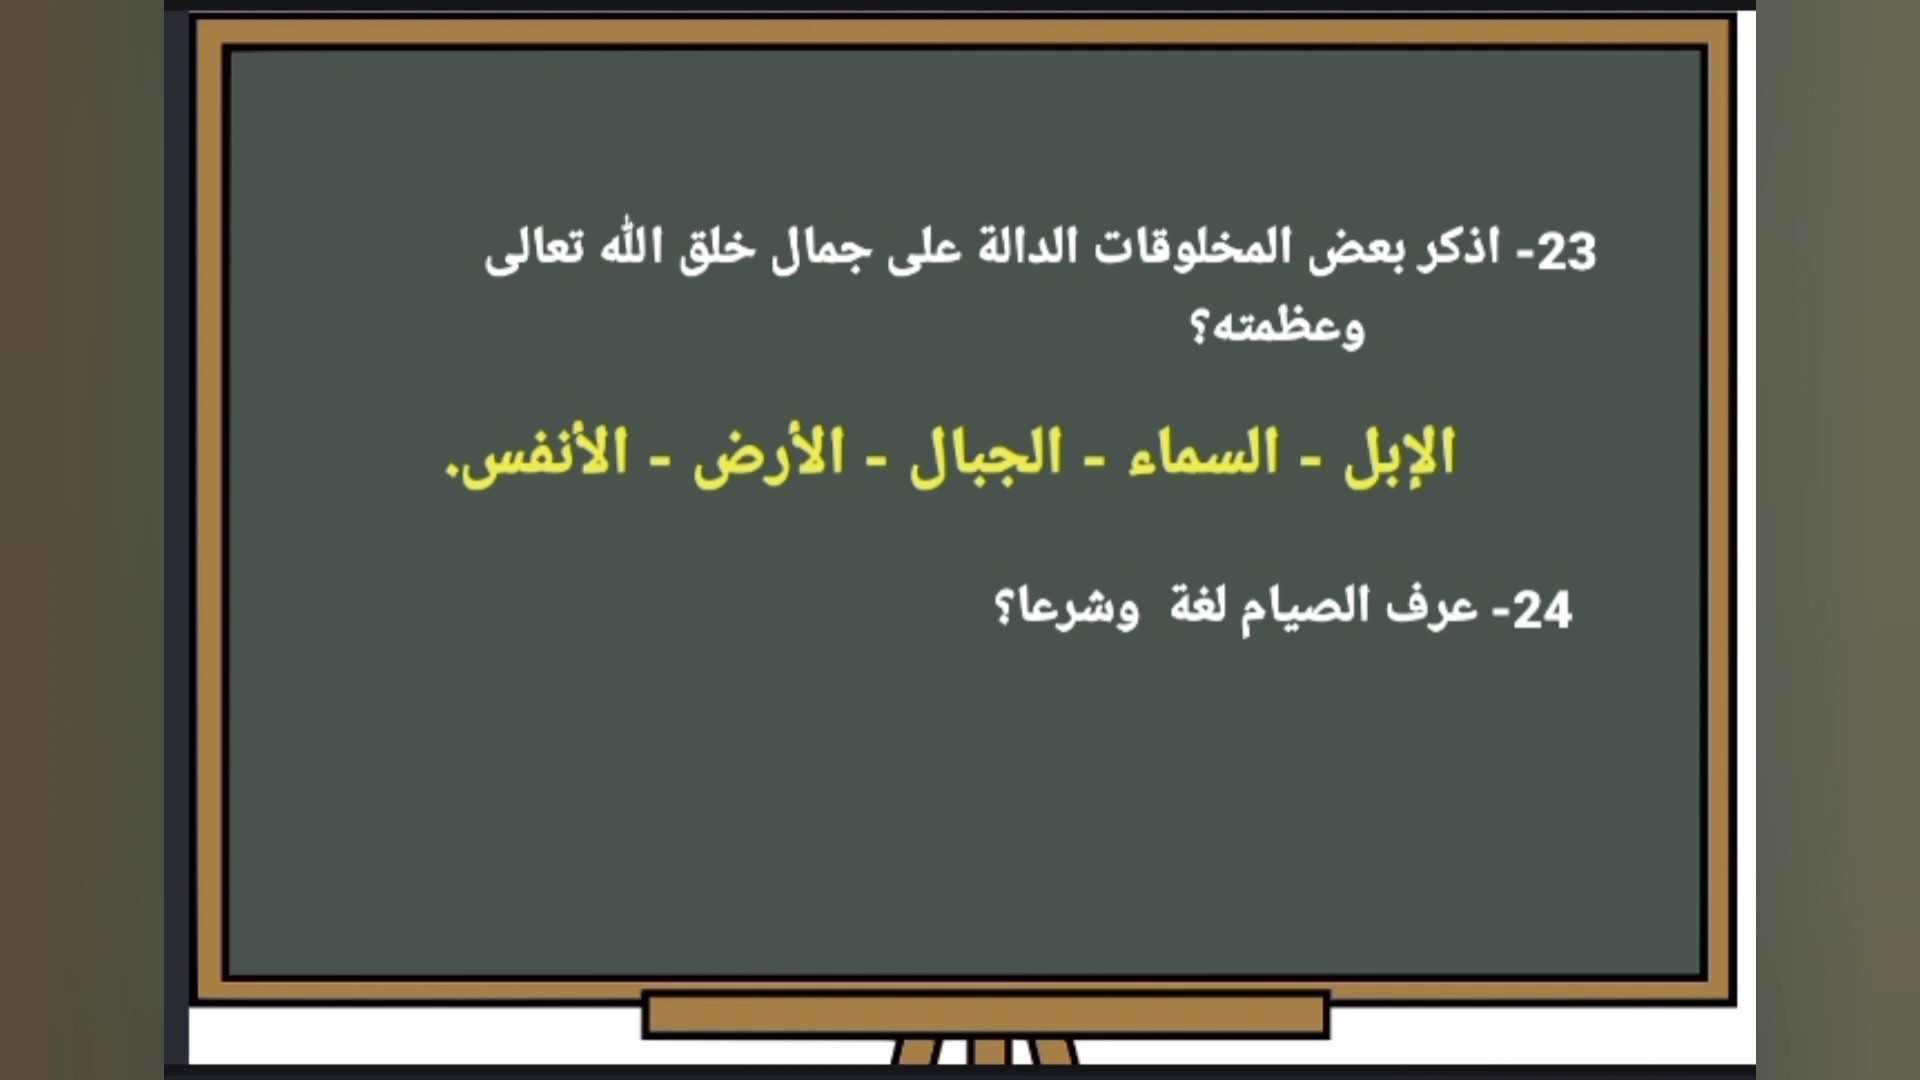 23- اذكر بعض المخلوقات الدالة على جمال خلق الله تعالى
وعظمته؟
الإبل - السماء - الجبال - الأرض - الأنفس.
24- عرف الصيام لغة وشرعا؟